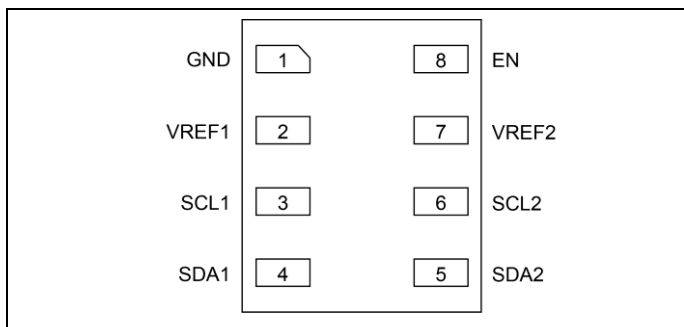 GND 1 8 EN
VREF1 2 7 VREF2
SCL1 3 6 SCL2
SDA1 4 5 SDA2